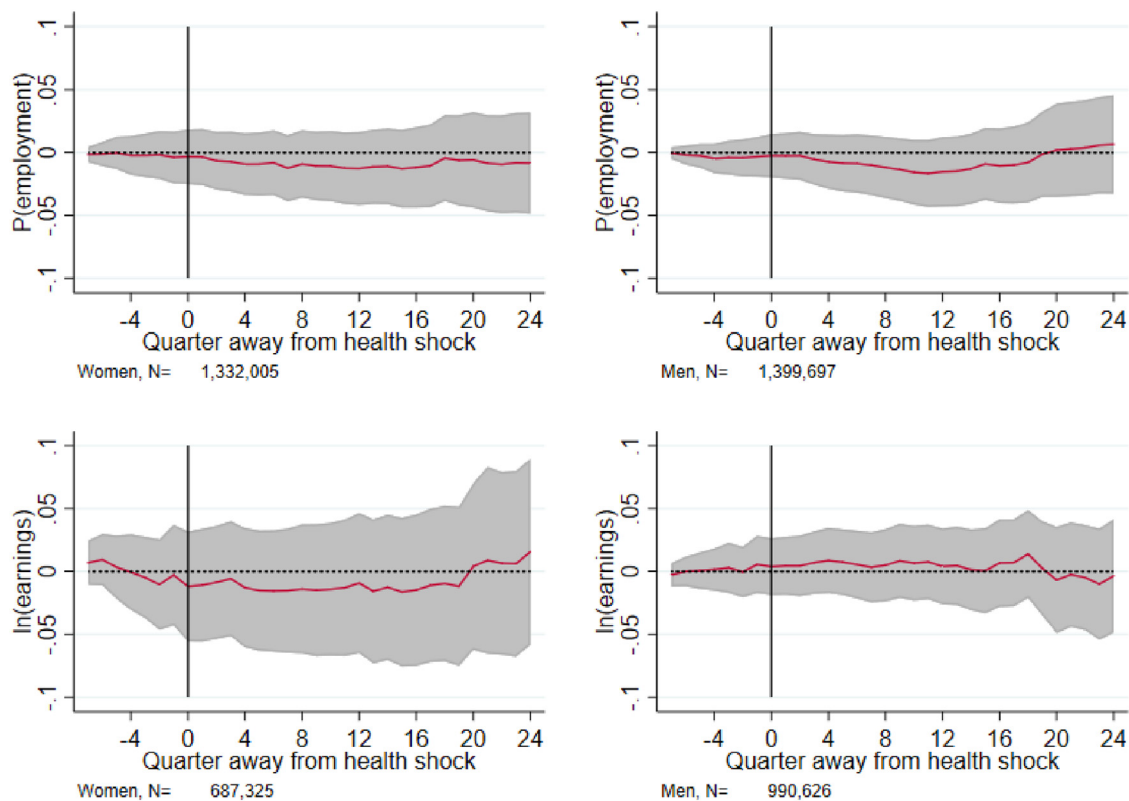 P(employment)
.1
.05
0
-.05
-.1
-4 0 4 8 12 16 20 24
Quarter away from health shock
Women, N= 1,332,005
P(employment)
.1
.05
0
-.05
-.1
-4 0 4 8 12 16 20 24
Quarter away from health shock
Men, N= 1,399,697
ln(earnings)
.1
.05
0
-.05
-.1
-4 0 4 8 12 16 20 24
Quarter away from health shock
Women, N= 687,325
ln(earnings)
.1
.05
0
-.05
-.1
-4 0 4 8 12 16 20 24
Quarter away from health shock
Men, N= 990,626